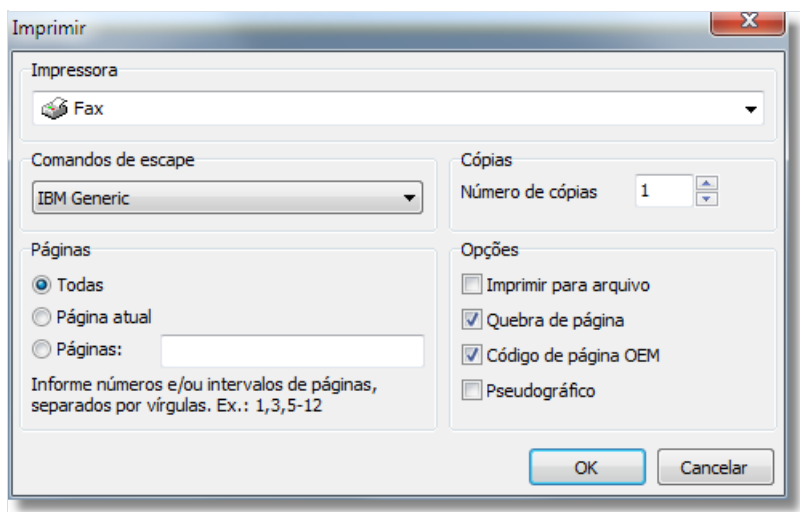 Imprimir
Impressora
Fax
Comandos de escape
IBM Generic
Cópias
Número de cópias 1
Páginas
Todas
Página atual
Páginas:
Informe números e/ou intervalos de páginas,
separados por vírgulas. Ex.: 1,3,5-12
Opções
Imprimir para arquivo
Quebra de página
Código de página OEM
Pseudográfico
OK Cancelar